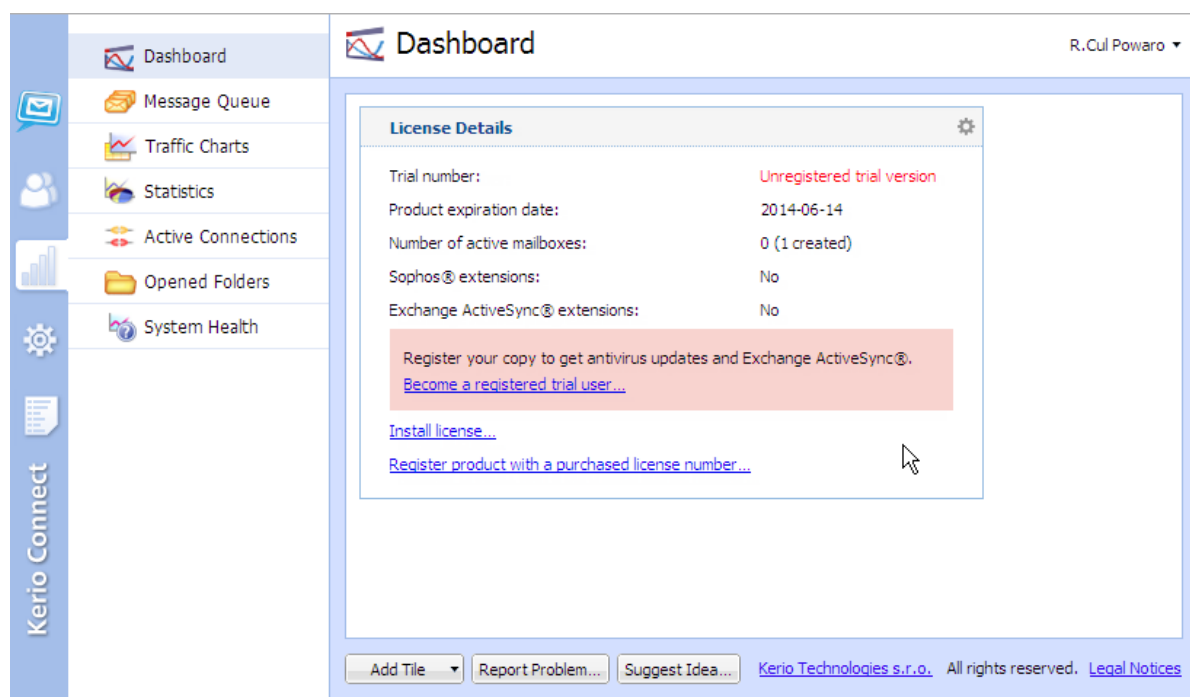 Kerio Connect
Dashboard
Message Queue
Traffic Charts
Statistics
Active Connections
Opened Folders
System Health
Dashboard
R.Cul Powaro
License Details
Trial number: Unregistered trial version
Product expiration date: 2014-06-14
Number of active mailboxes: 0 (1 created)
Sophos® extensions: No
Exchange ActiveSync® extensions: No
Register your copy to get antivirus updates and Exchange ActiveSync®.
Become a registered trial user...
Install license...
Register product with a purchased license number...
Add Tile Report Problem... Suggest Idea... Kerio Technologies s.r.o. All rights reserved. Legal Notices